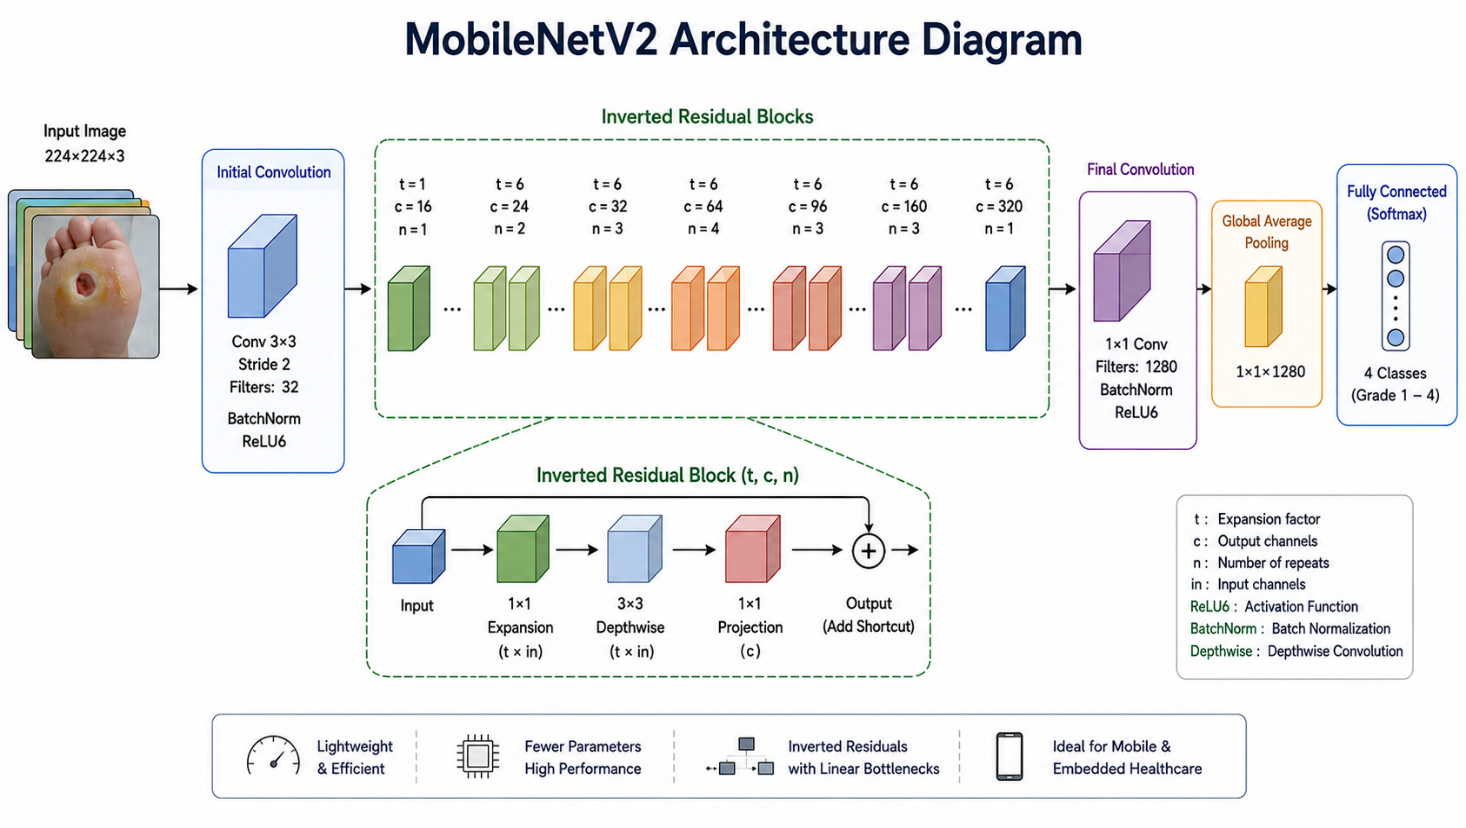 MobileNetV2 Architecture Diagram
Input Image
224×224×3
Initial Convolution
Conv 3×3
Stride 2
Filters: 32
BatchNorm
ReLU6
Inverted Residual Blocks
t = 1
c = 16
n = 1
t = 6
c = 24
n = 2
t = 6
c = 32
n = 3
t = 6
c = 64
n = 4
t = 6
c = 96
n = 3
t = 6
c = 160
n = 3
t = 6
c = 320
n = 1
Final Convolution
1×1 Conv
Filters: 1280
BatchNorm
ReLU6
Global Average
Pooling
1×1×1280
Fully Connected
(Softmax)
4 Classes
(Grade 1 – 4)
Inverted Residual Block (t, c, n)
Input
1×1
Expansion
(t × in)
3×3
Depthwise
(t × in)
1×1
Projection
(c)
Output
(Add Shortcut)
t : Expansion factor
c : Output channels
n : Number of repeats
in : Input channels
ReLU6 : Activation Function
BatchNorm : Batch Normalization
Depthwise : Depthwise Convolution
Lightweight
& Efficient
Fewer Parameters
High Performance
Inverted Residuals
with Linear Bottlenecks
Ideal for Mobile &
Embedded Healthcare